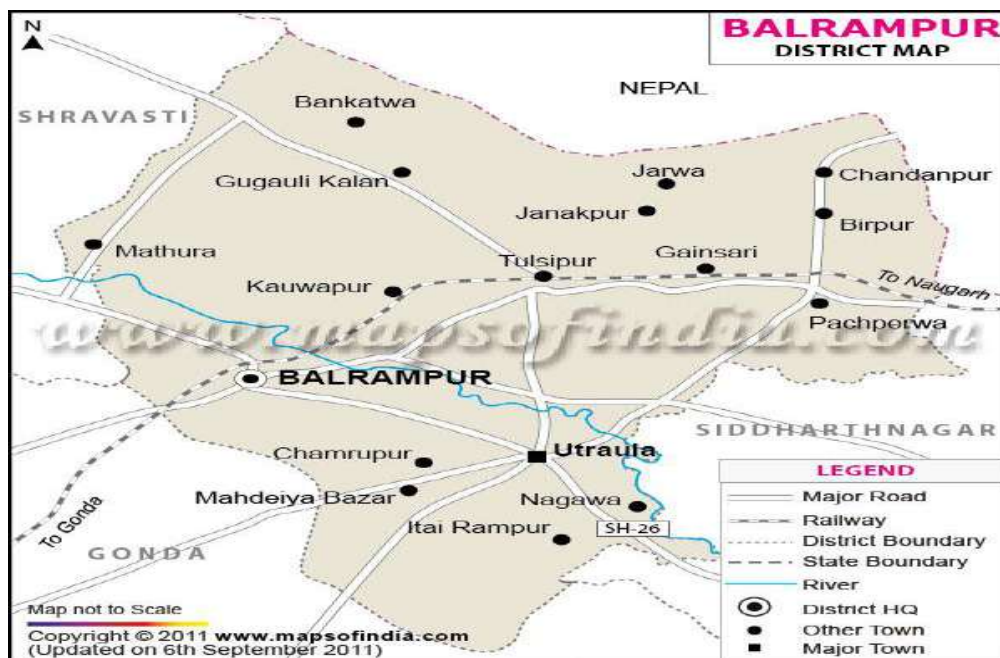 N
BALRAMPUR
DISTRICT MAP
NEPAL
SHRAVASTI
Bankatwa
Gugauli Kalan
Jarwa
Janakpur
Chandanpur
Birpur
Mathura
Tulsipur
Gainsari
Kauwapur
To Naugarh
Pachperwa
www.mapsofindia.com
BALRAMPUR
SIDDHARTHNAGAR
Chamrupur
Utraula
Mahdeiya Bazar
Nagawa
Itai Rampur
SH-26
To Gonda
GONDA
LEGEND
Major Road
Railway
District Boundary
State Boundary
River
District HQ
Other Town
Major Town
Map not to Scale
Copyright © 2011 www.mapsofindia.com
(Updated on 6th September 2011)